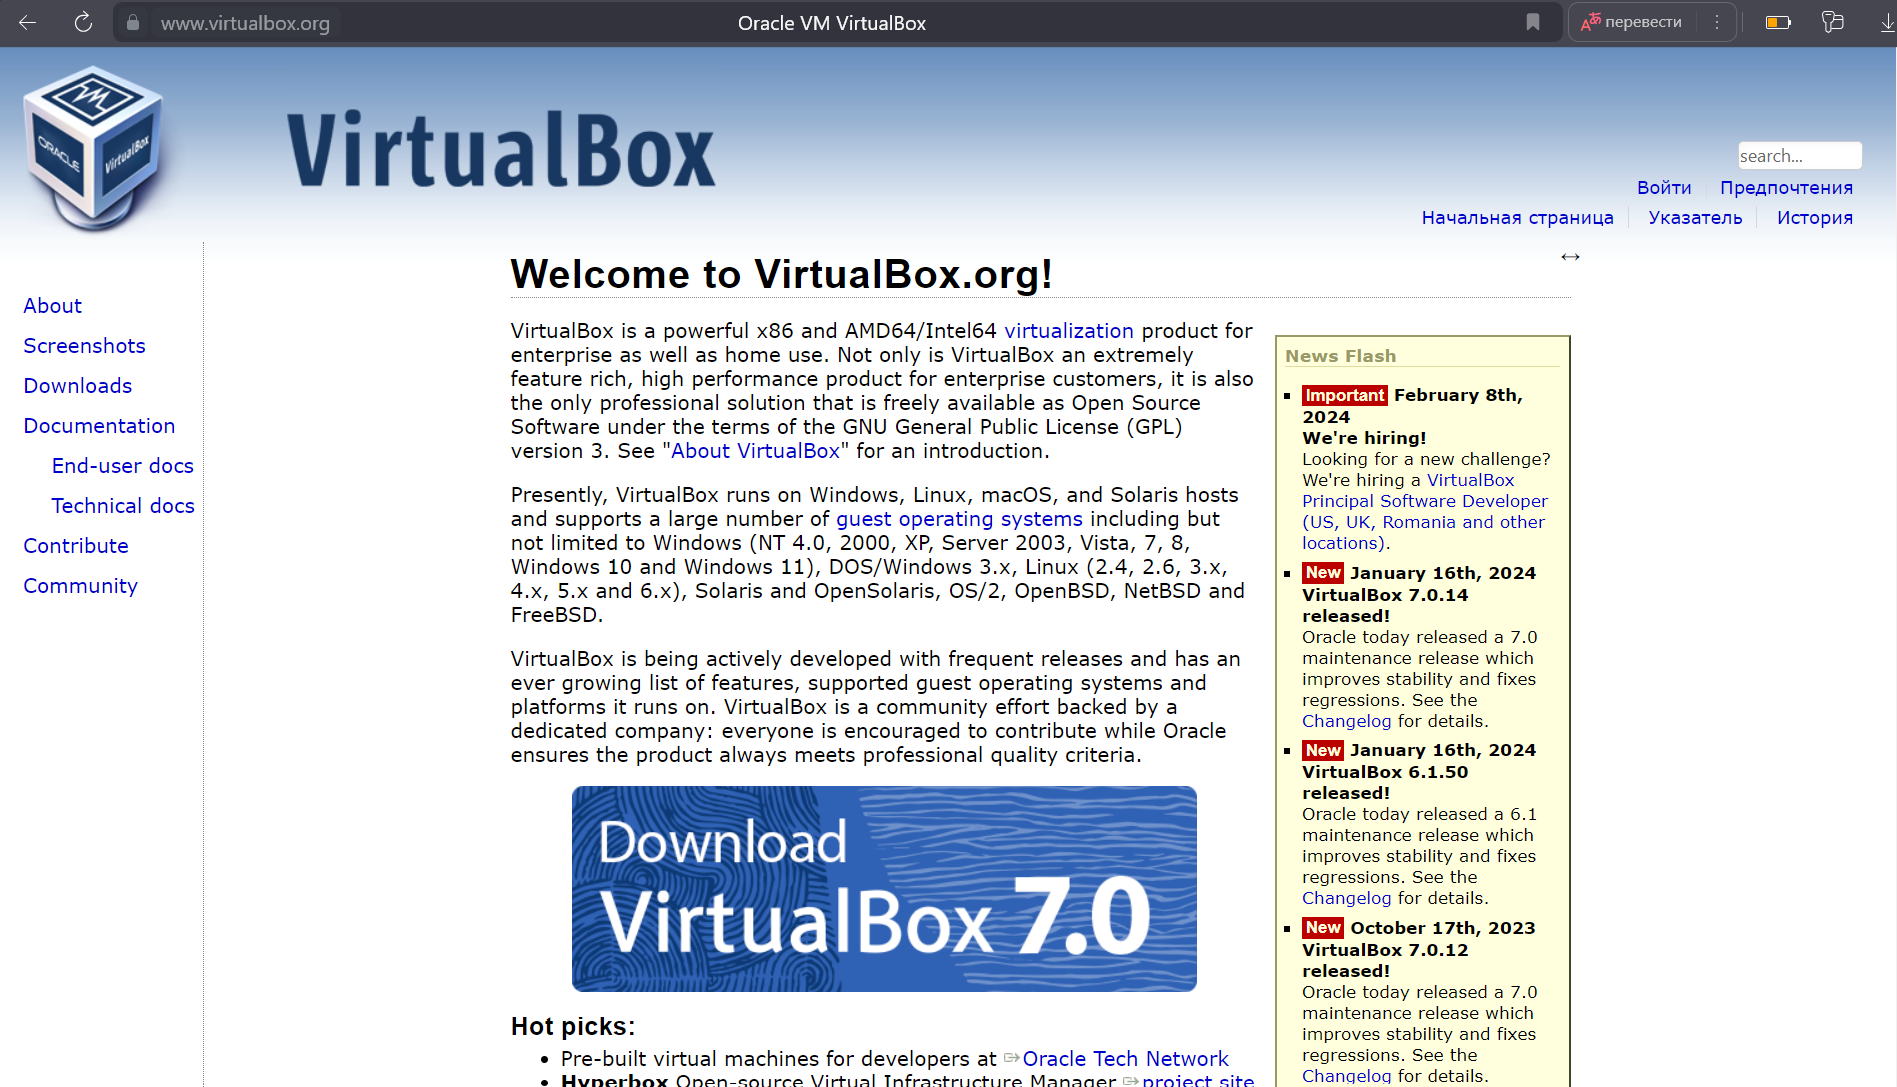 www.virtualbox.org
Oracle VM VirtualBox
перевести
ORACLE
VirtualBox
VirtualBox
search...
Войти
Предпочтения
Начальная страница
Указатель
История
About
Screenshots
Downloads
Documentation
End-user docs
Technical docs
Contribute
Community
Welcome to VirtualBox.org!
VirtualBox is a powerful x86 and AMD64/Intel64 virtualization product for
enterprise as well as home use. Not only is VirtualBox an extremely
feature rich, high performance product for enterprise customers, it is also
the only professional solution that is freely available as Open Source
Software under the terms of the GNU General Public License (GPL)
version 3. See "About VirtualBox" for an introduction.
Presently, VirtualBox runs on Windows, Linux, macOS, and Solaris hosts
and supports a large number of guest operating systems including but
not limited to Windows (NT 4.0, 2000, XP, Server 2003, Vista, 7, 8,
Windows 10 and Windows 11), DOS/Windows 3.x, Linux (2.4, 2.6, 3.x,
4.x, 5.x and 6.x), Solaris and OpenSolaris, OS/2, OpenBSD, NetBSD and
FreeBSD.
VirtualBox is being actively developed with frequent releases and has an
ever growing list of features, supported guest operating systems and
platforms it runs on. VirtualBox is a community effort backed by a
dedicated company: everyone is encouraged to contribute while Oracle
ensures the product always meets professional quality criteria.
Download
VirtualBox 7.0
Hot picks:
Pre-built virtual machines for developers at Oracle Tech Network
Hyperbox Open-source Virtual Infrastructure Manager project site
News Flash
Important February 8th,
2024
We're hiring!
Looking for a new challenge?
We're hiring a VirtualBox
Principal Software Developer
(US, UK, Romania and other
locations).
New January 16th, 2024
VirtualBox 7.0.14
released!
Oracle today released a 7.0
maintenance release which
improves stability and fixes
regressions. See the
Changelog for details.
New January 16th, 2024
VirtualBox 6.1.50
released!
Oracle today released a 6.1
maintenance release which
improves stability and fixes
regressions. See the
Changelog for details.
New October 17th, 2023
VirtualBox 7.0.12
released!
Oracle today released a 7.0
maintenance release which
improves stability and fixes
regressions. See the
Changelog for details.